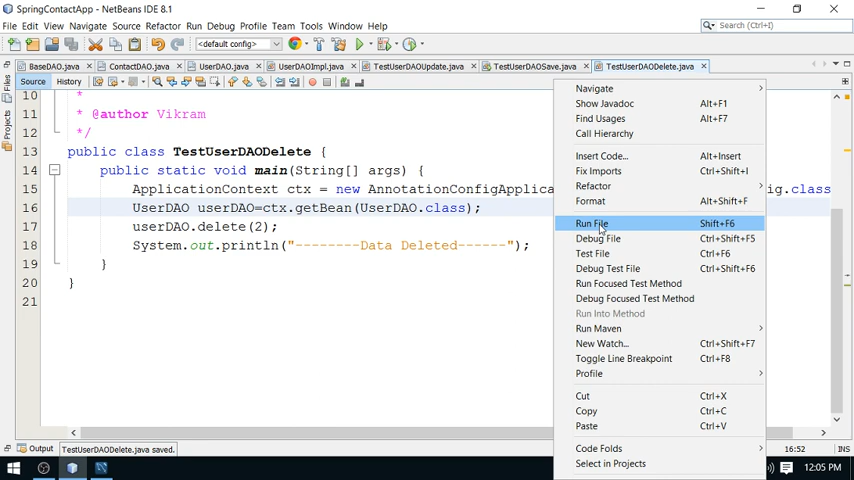 SpringContactApp - NetBeans IDE 8.1
File Edit View Navigate Source Refactor Run Debug Profile Team Tools Window Help
Search (Ctrl+I)
<default config>
BaseDAO.java ContactDAO.java UserDAO.java UserDAOImpl.java TestUserDAOUpdate.java TestUserDAOSave.java TestUserDAODelete.java
Source History
Files
Projects
10 *
11 * @author Vikram
12 */
13 public class TestUserDAODelete {
14 public static void main(String[] args) {
15 ApplicationContext ctx = new AnnotationConfigApplica
ig.class
16 UserDAO userDAO=ctx.getBean(UserDAO.class);
17 userDAO.delete(2);
18 System.out.println("--------Data Deleted------");
19 }
20 }
21
Navigate
Show Javadoc Alt+F1
Find Usages Alt+F7
Call Hierarchy
Insert Code... Alt+Insert
Fix Imports Ctrl+Shift+I
Refactor
Format Alt+Shift+F
Run File Shift+F6
Debug File Ctrl+Shift+F5
Test File Ctrl+F6
Debug Test File Ctrl+Shift+F6
Run Focused Test Method
Debug Focused Test Method
Run Into Method
Run Maven
New Watch... Ctrl+Shift+F7
Toggle Line Breakpoint Ctrl+F8
Profile
Cut Ctrl+X
Copy Ctrl+C
Paste Ctrl+V
Code Folds
Select in Projects
Output TestUserDAODelete.java saved. 16:52 INS
12:05 PM